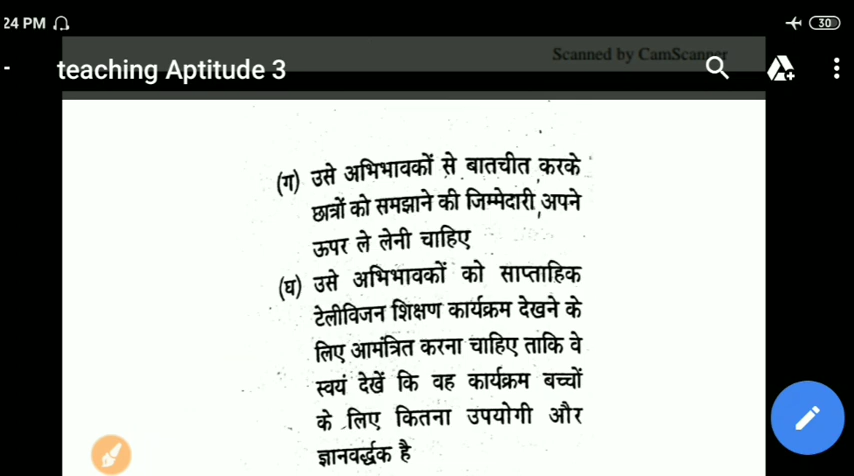 24 PM
30
Scanned by CamScanner
teaching Aptitude 3
(ग) उसे अभिभावकों से बातचीत करके
छात्रों को समझाने की जिम्मेदारी अपने
ऊपर ले लेनी चाहिए
(घ) उसे अभिभावकों को साप्ताहिक
टेलीविजन शिक्षण कार्यक्रम देखने के
लिए आमंत्रित करना चाहिए ताकि वे
स्वयं देखें कि वह कार्यक्रम बच्चों
के लिए कितना उपयोगी और
ज्ञानवर्द्धक है